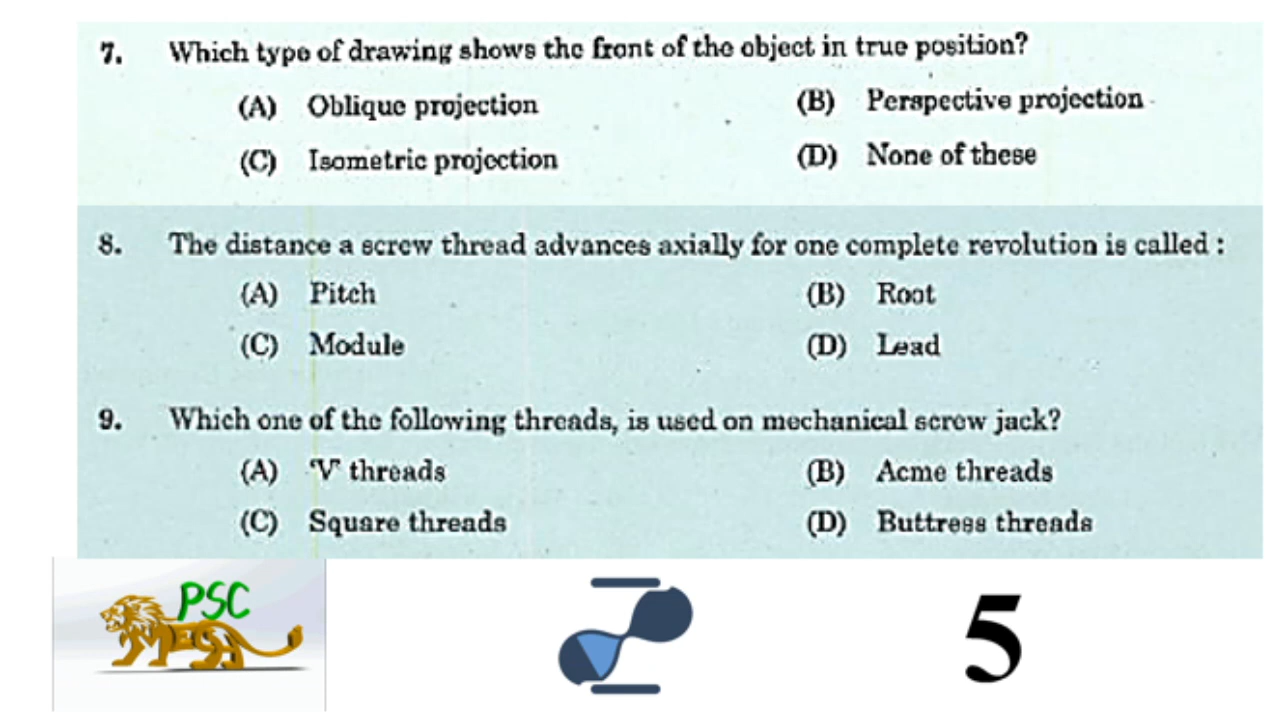 7. Which type of drawing shows the front of the object in true position?
(A) Oblique projection (B) Perspective projection
(C) Isometric projection (D) None of these
8. The distance a screw thread advances axially for one complete revolution is called :
(A) Pitch (B) Root
(C) Module (D) Lead
9. Which one of the following threads, is used on mechanical screw jack?
(A) 'V' threads (B) Acme threads
(C) Square threads (D) Buttress threads
PSC
5